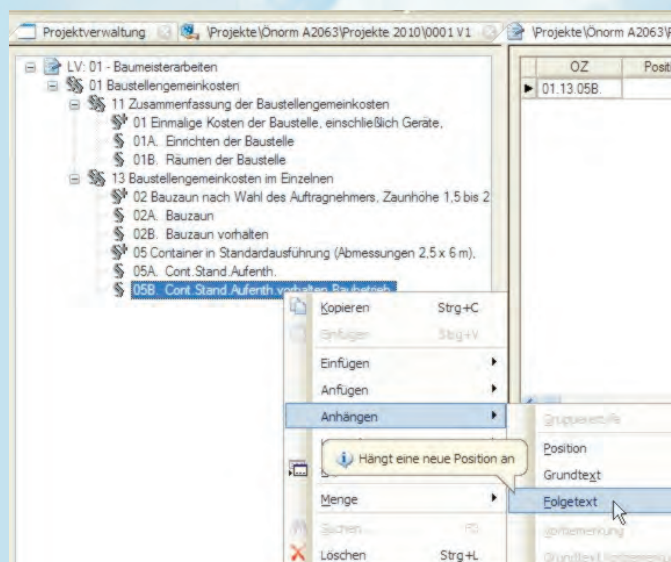 Projektverwaltung
\Projekte\Önorm A2063\Projekte 2010\0001 V1
\Projekte\Önorm A2063\P
LV: 01 - Baumeisterarbeiten
01 Baustellengemeinkosten
11 Zusammenfassung der Baustellengemeinkosten
01 Einmalige Kosten der Baustelle, einschließlich Geräte,
01A. Einrichten der Baustelle
01B. Räumen der Baustelle
13 Baustellengemeinkosten im Einzelnen
02 Bauzaun nach Wahl des Auftragnehmers, Zaunhöhe 1,5 bis 2
02A. Bauzaun
02B. Bauzaun vorhalten
05 Container in Standardausführung (Abmessungen 2,5 x 6 m),
05A. Cont.Stand.Aufenth.
05B. Cont.Stand.Aufenth.vorhalten Baubetrieb
OZ Positi
01.13.05B.
Kopieren Strg+C
Einfügen Strg+V
Einfügen
Anfügen
Anhängen
Hängt eine neue Position an
Menge
Suchen...
Löschen Strg+L
Position
Grundtext
Folgetext
Vorbemerkung